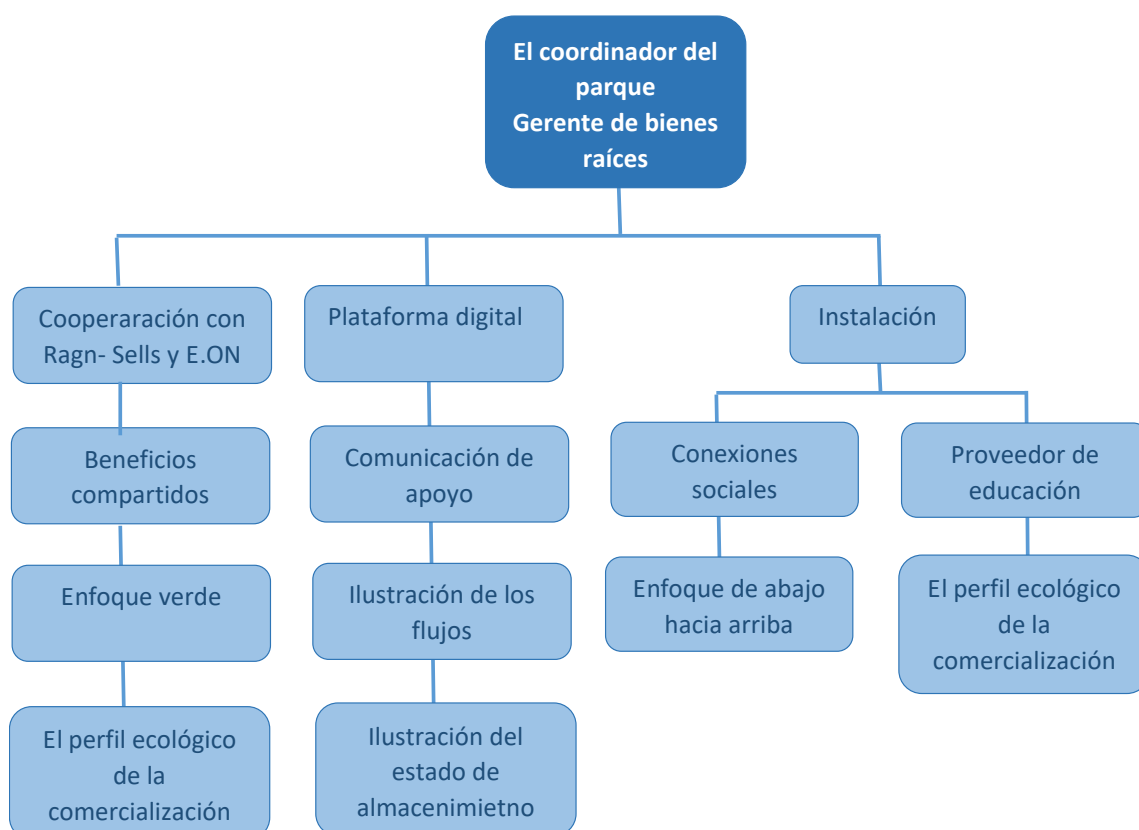 El coordinador del
parque
Gerente de bienes
raíces
Cooperaración con
Ragn- Sells y E.ON
Plataforma digital
Instalación
Beneficios
compartidos
Comunicación de
apoyo
Conexiones
sociales
Proveedor de
educación
Enfoque verde
Ilustración de los
flujos
Enfoque de abajo
hacia arriba
El perfil ecológico
de la
comercialización
El perfil ecológico
de la
comercialización
Ilustración del
estado de
almacenimietno